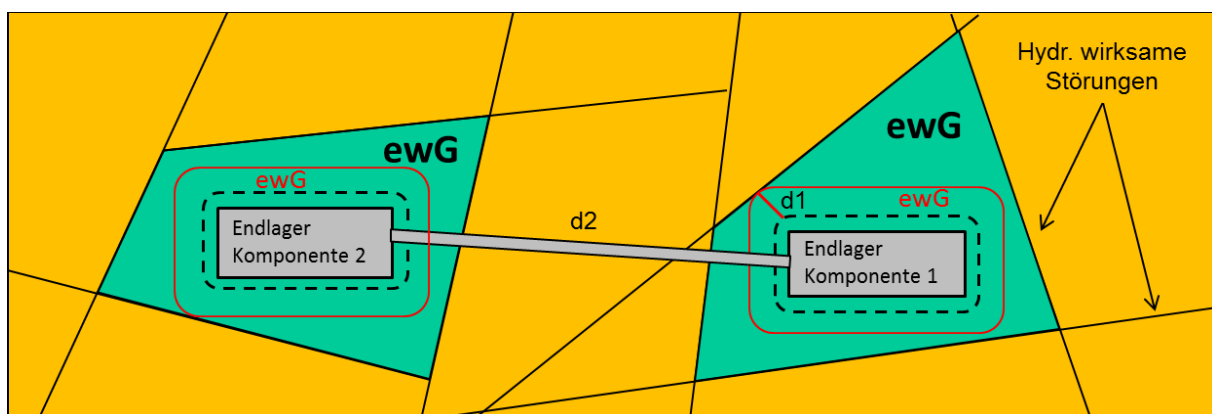 Hydr. wirksame
Störungen
ewG
ewG
Endlager
Komponente 2
d2
ewG
d1
ewG
Endlager
Komponente 1